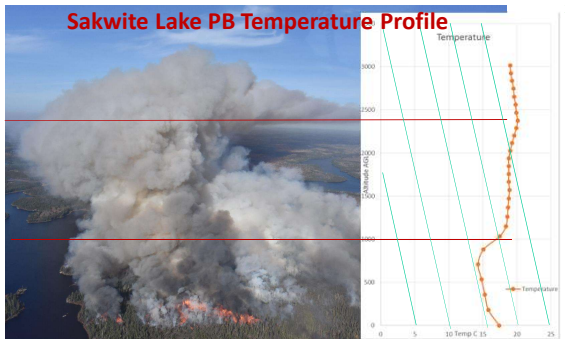 Sakwite Lake PB Temperature Profile
Temperature
3000
2500
2000
1500
1000
500
0
Altitude AGL
0 5 10 15 20 25
Temp C
Temperature